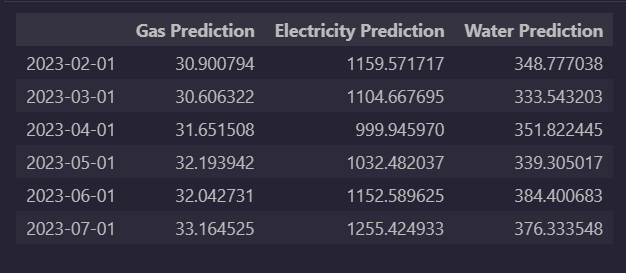 Gas Prediction Electricity Prediction Water Prediction
2023-02-01 30.900794 1159.571717 348.777038
2023-03-01 30.606322 1104.667695 333.543203
2023-04-01 31.651508 999.945970 351.822445
2023-05-01 32.193942 1032.482037 339.305017
2023-06-01 32.042731 1152.589625 384.400683
2023-07-01 33.164525 1255.424933 376.333548